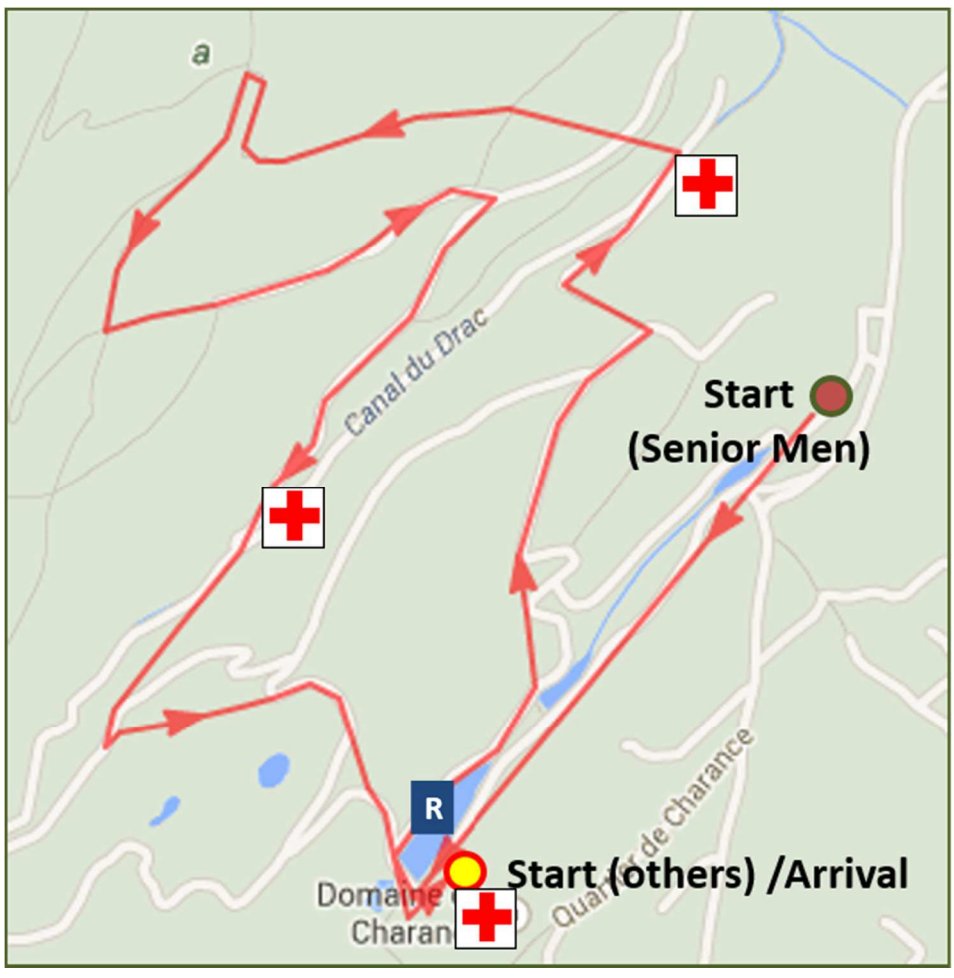 a
Canal du Drac
Start
(Senior Men)
R
Start (others) /Arrival
Domaine
Charan
Quartier de Charance